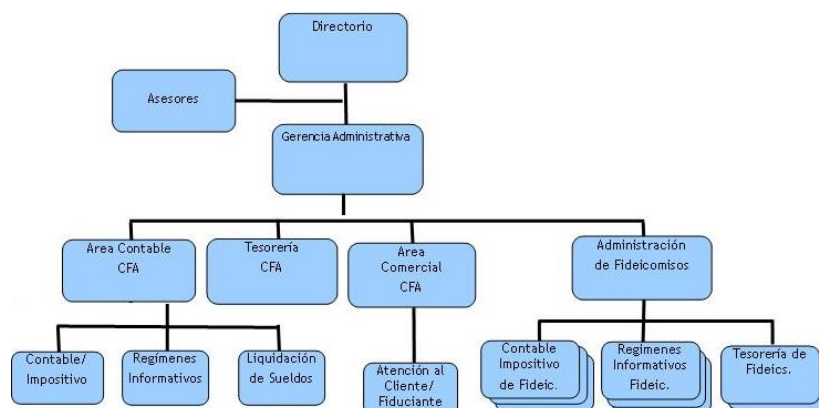 Directorio
Asesores
Gerencia Administrativa
Area Contable
CFA
Tesorería
CFA
Area
Comercial
CFA
Administración
de Fideicomisos
Contable/
Impositivo
Regímenes
Informativos
Liquidación
de Sueldos
Atención al
Cliente/
Fiduciante
Contable
Impositivo
de Fideic.
Regimenes
Informativos
Fideic.
Tesorería de
Fideics.